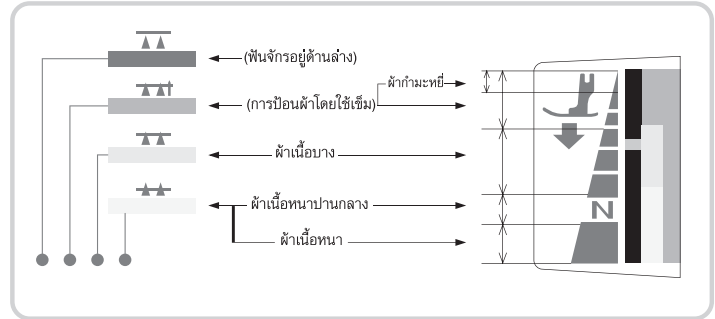 (ฟันจักรอยู่ด้านล่าง)
ผ้ากำมะหยี่
(การป้อนผ้าโดยใช้เข็ม)
ผ้าเนื้อบาง
ผ้าเนื้อหนาปานกลาง
N
ผ้าเนื้อหนา